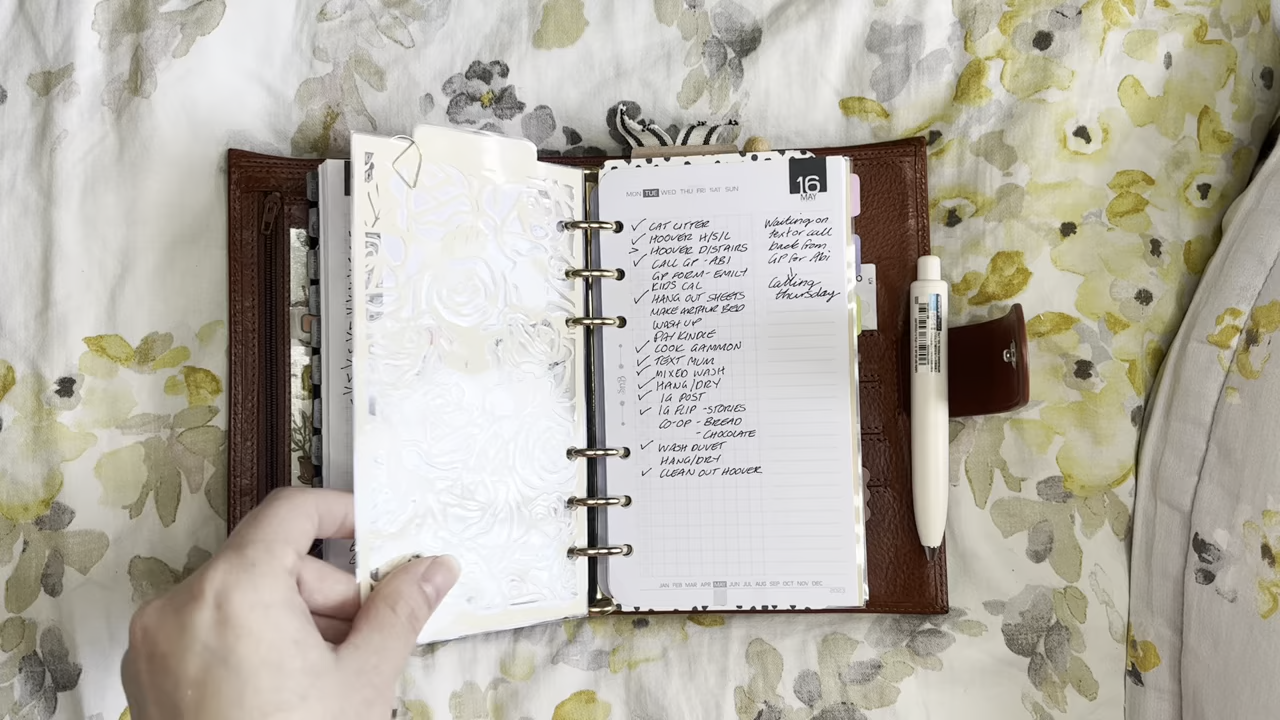 MON TUE WED THU FRI SAT SUN
16
MAY
✓ CAT LITTER
✓ HOOVER H/S/L
> HOOVER D/STAIRS
✓ CALL GP - ABI
GP FORM - EMILY
KIDS CAL
✓ HANG OUT SHEETS
MAKE ARTHUR BED
WASH UP
PAY KINDLE
✓ COOK GAMMON
✓ TEXT MUM
✓ MIXED WASH
✓ HANG/DRY
✓ IG POST
✓ IG FLIP - STORIES
CO-OP - BREAD
- CHOCOLATE
✓ WASH DUVET
HANG/DRY
✓ CLEAN OUT HOOVER
Waiting on
text or call
back from
GP for Abi
Calling
thursday
JAN FEB MAR APR MAY JUN JUL AUG SEP OCT NOV DEC
2023